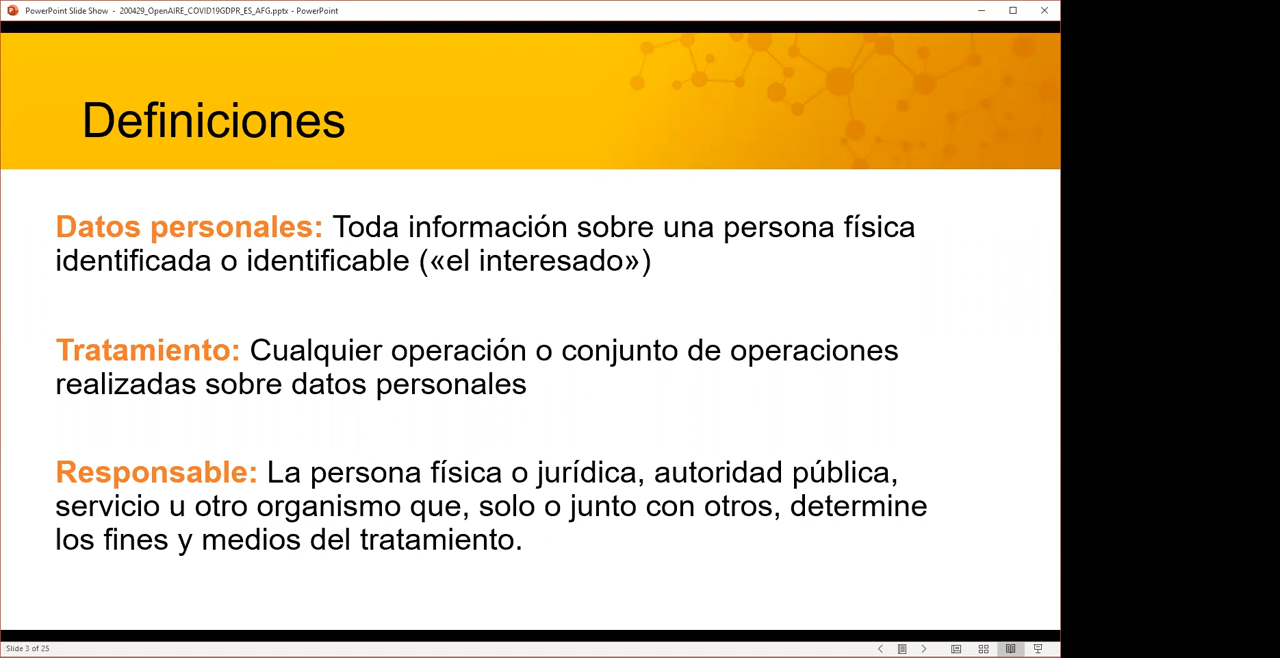 PowerPoint Slide Show - 200429_OpenAIRE_COVID19GDPR_ES_AFG.pptx - PowerPoint
Definiciones
Datos personales: Toda información sobre una persona física
identificada o identificable («el interesado»)
Tratamiento: Cualquier operación o conjunto de operaciones
realizadas sobre datos personales
Responsable: La persona física o jurídica, autoridad pública,
servicio u otro organismo que, solo o junto con otros, determine
los fines y medios del tratamiento.
Slide 3 of 25